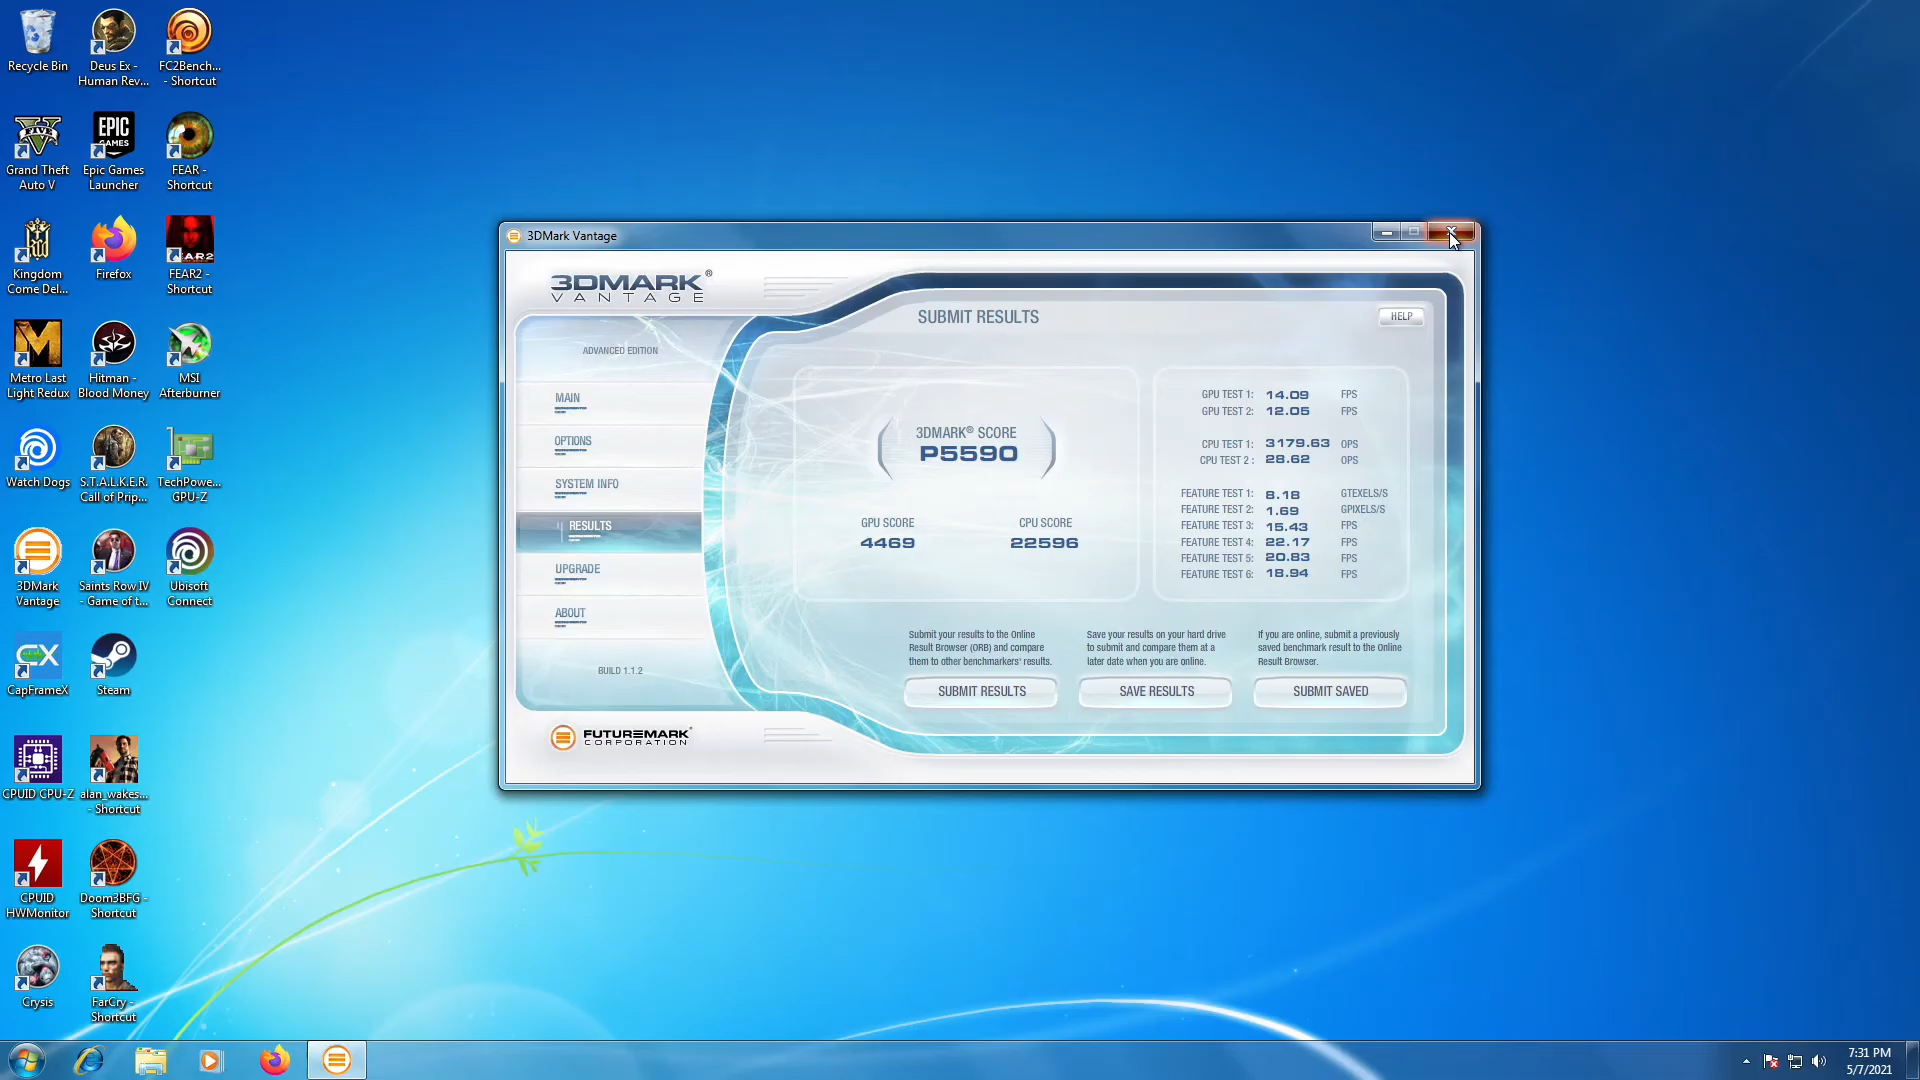 Recycle Bin
Deus Ex -
Human Rev...
FC2Bench...
- Shortcut
Grand Theft
Auto V
EPIC
GAMES
Epic Games
Launcher
FEAR -
Shortcut
Kingdom
Come Del...
Firefox
FEAR2 -
Shortcut
Metro Last
Light Redux
Hitman -
Blood Money
MSI
Afterburner
Watch Dogs
S.T.A.L.K.E.R.
Call of Prip...
TechPowe...
GPU-Z
3DMark
Vantage
Saints Row IV
- Game of t...
Ubisoft
Connect
CapFrameX
Steam
CPUID CPU-Z
alan_wakes...
- Shortcut
CPUID
HWMonitor
Doom3BFG -
Shortcut
Crysis
FarCry -
Shortcut
3DMark Vantage
3DMARK®
VANTAGE
SUBMIT RESULTS
HELP
ADVANCED EDITION
MAIN
OPTIONS
SYSTEM INFO
RESULTS
UPGRADE
ABOUT
BUILD 1.1.2
FUTUREMARK
CORPORATION
3DMARK® SCORE
P5590
GPU SCORE
4469
CPU SCORE
22596
GPU TEST 1: 14.09 FPS
GPU TEST 2: 12.05 FPS
CPU TEST 1: 3179.63 OPS
CPU TEST 2 : 28.62 OPS
FEATURE TEST 1: 8.18 GTEXELS/S
FEATURE TEST 2: 1.69 GPIXELS/S
FEATURE TEST 3: 15.43 FPS
FEATURE TEST 4: 22.17 FPS
FEATURE TEST 5: 20.83 FPS
FEATURE TEST 6: 18.94 FPS
Submit your results to the Online
Result Browser (ORB) and compare
them to other benchmarkers' results.
SUBMIT RESULTS
Save your results on your hard drive
to submit and compare them at a
later date when you are online.
SAVE RESULTS
If you are online, submit a previously
saved benchmark result to the Online
Result Browser.
SUBMIT SAVED
7:31 PM
5/7/2021